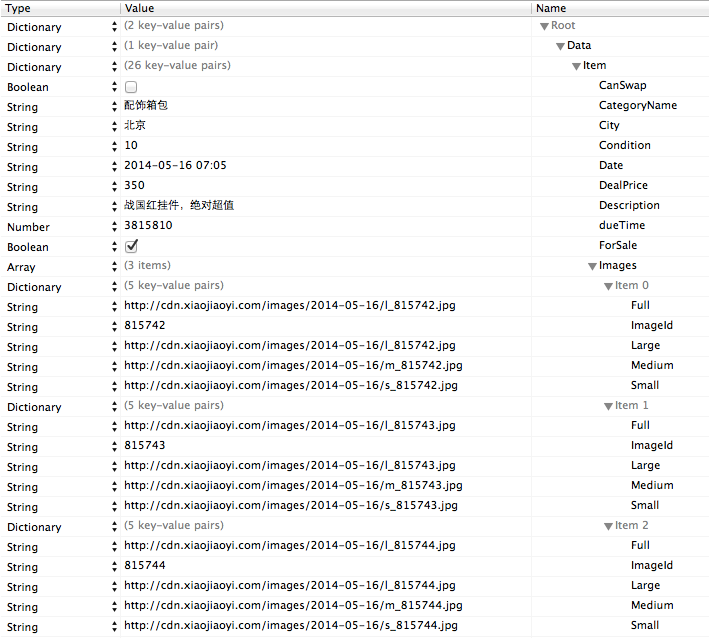 Type Value Name
Dictionary (2 key-value pairs) Root
Dictionary (1 key-value pair) Data
Dictionary (26 key-value pairs) Item
Boolean CanSwap
String 配饰箱包 CategoryName
String 北京 City
String 10 Condition
String 2014-05-16 07:05 Date
String 350 DealPrice
String 战国红挂件，绝对超值 Description
Number 3815810 dueTime
Boolean ForSale
Array (3 items) Images
Dictionary (5 key-value pairs) Item 0
String http://cdn.xiaojiaoyi.com/images/2014-05-16/l_815742.jpg Full
String 815742 ImageId
String http://cdn.xiaojiaoyi.com/images/2014-05-16/l_815742.jpg Large
String http://cdn.xiaojiaoyi.com/images/2014-05-16/m_815742.jpg Medium
String http://cdn.xiaojiaoyi.com/images/2014-05-16/s_815742.jpg Small
Dictionary (5 key-value pairs) Item 1
String http://cdn.xiaojiaoyi.com/images/2014-05-16/l_815743.jpg Full
String 815743 ImageId
String http://cdn.xiaojiaoyi.com/images/2014-05-16/l_815743.jpg Large
String http://cdn.xiaojiaoyi.com/images/2014-05-16/m_815743.jpg Medium
String http://cdn.xiaojiaoyi.com/images/2014-05-16/s_815743.jpg Small
Dictionary (5 key-value pairs) Item 2
String http://cdn.xiaojiaoyi.com/images/2014-05-16/l_815744.jpg Full
String 815744 ImageId
String http://cdn.xiaojiaoyi.com/images/2014-05-16/l_815744.jpg Large
String http://cdn.xiaojiaoyi.com/images/2014-05-16/m_815744.jpg Medium
String http://cdn.xiaojiaoyi.com/images/2014-05-16/s_815744.jpg Small